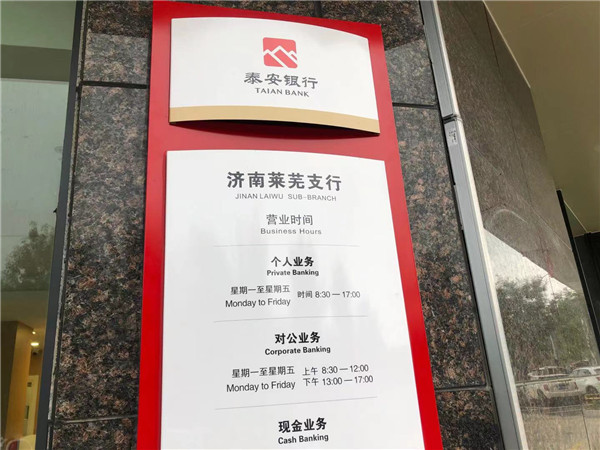 泰安银行
TAIAN BANK
济南莱芜支行
JINAN LAIWU SUB-BRANCH
营业时间
Business Hours
个人业务
Private Banking
星期一至星期五 时间 8:30—17:00
Monday to Friday
对公业务
Corporate Banking
星期一至星期五 上午 8:30—12:00
Monday to Friday 下午 13:00—17:00
现金业务
Cash Banking